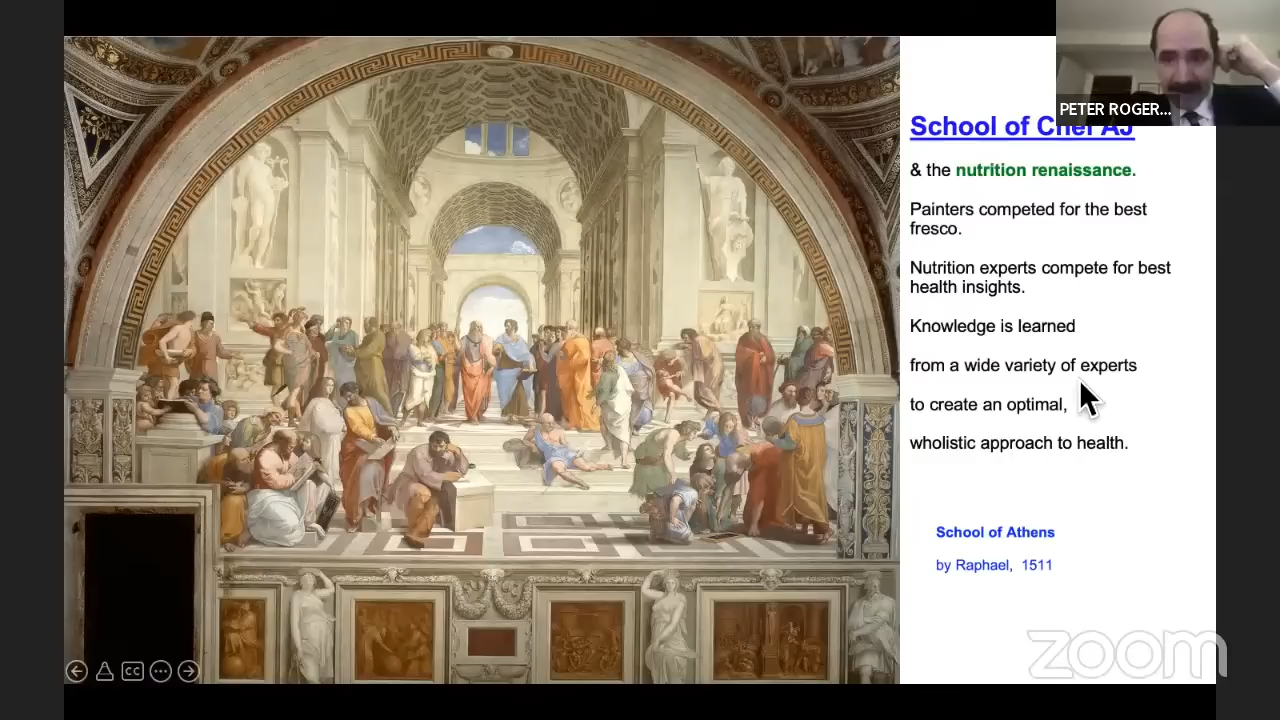 PETER ROGER...
School of Chef AJ
& the nutrition renaissance.
Painters competed for the best
fresco.
Nutrition experts compete for best
health insights.
Knowledge is learned
from a wide variety of experts
to create an optimal,
wholistic approach to health.
School of Athens
by Raphael, 1511
CC
zoom